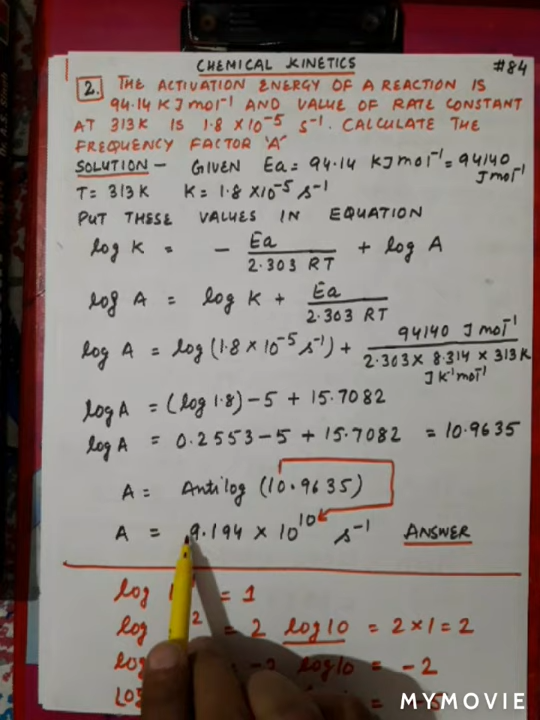 CHEMICAL KINETICS #84
2. THE ACTIVATION ENERGY OF A REACTION IS
94.14 KJ mol⁻¹ AND VALUE OF RATE CONSTANT
AT 313K IS 1.8 × 10⁻⁵ s⁻¹. CALCULATE THE
FREQUENCY FACTOR 'A'
SOLUTION – GIVEN Ea = 94.14 KJ mol⁻¹ = 94140 J mol⁻¹
T = 313 K K = 1.8 × 10⁻⁵ s⁻¹
PUT THESE VALUES IN EQUATION
log K = - Ea / 2.303 RT + log A
log A = log K + Ea / 2.303 RT
log A = log (1.8 × 10⁻⁵ s⁻¹) + 94140 J mol⁻¹ / 2.303 × 8.314 × 313K J K⁻¹ mol⁻¹
log A = (log 1.8) - 5 + 15.7082
log A = 0.2553 - 5 + 15.7082 = 10.9635
A = Antilog (10.9635)
A = 9.194 × 10¹⁰ s⁻¹ ANSWER
log = 1
log ² = 2 log10 = 2×1 = 2
log = -2 log10 = -2
MYMOVIE